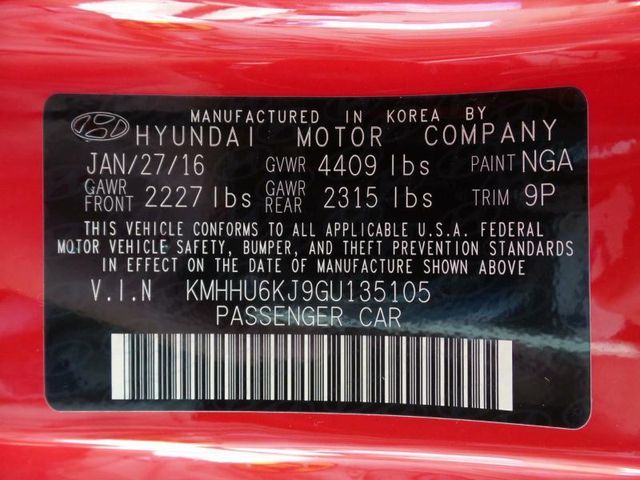 MANUFACTURED IN KOREA BY
HYUNDAI MOTOR COMPANY
JAN/27/16 GVWR 4409 lbs PAINT NGA
GAWR FRONT 2227 lbs GAWR REAR 2315 lbs TRIM 9P
THIS VEHICLE CONFORMS TO ALL APPLICABLE U.S.A. FEDERAL
MOTOR VEHICLE SAFETY, BUMPER, AND THEFT PREVENTION STANDARDS
IN EFFECT ON THE DATE OF MANUFACTURE SHOWN ABOVE
V.I.N KMHHU6KJ9GU135105
PASSENGER CAR